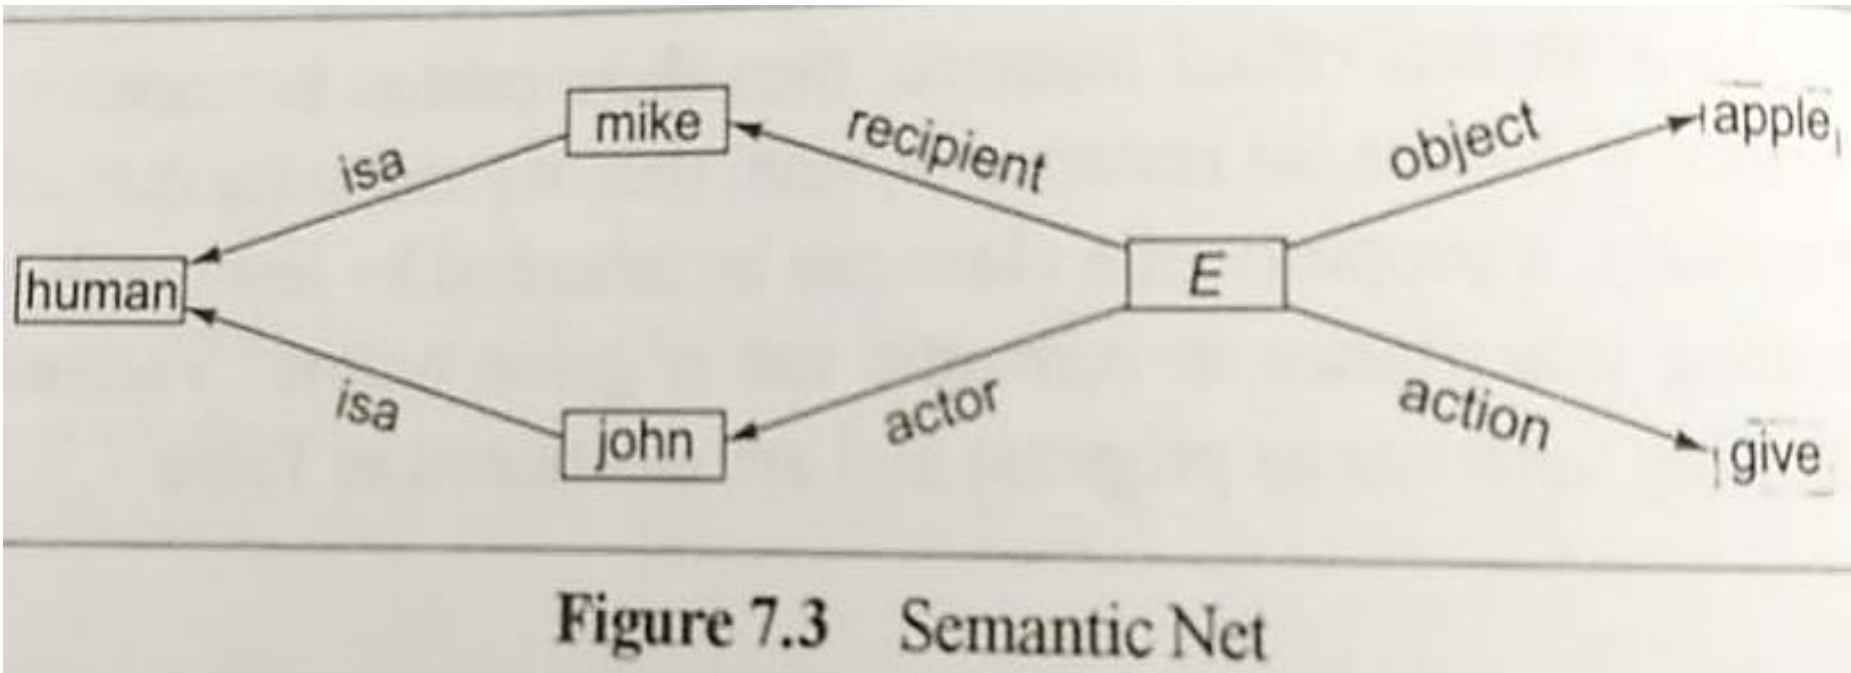 mike
recipient
object
apple
isa
human
E
isa
john
actor
action
give
Figure 7.3 Semantic Net